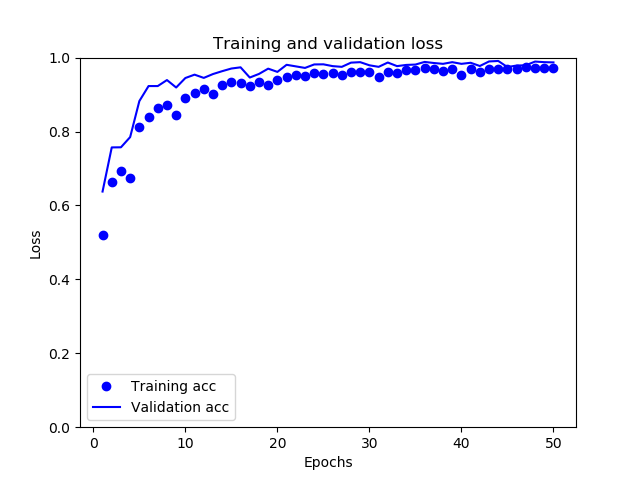 Training and validation loss
1.0
0.8
0.6
0.4
0.2
0.0
Loss
Training acc
Validation acc
0 10 20 30 40 50
Epochs